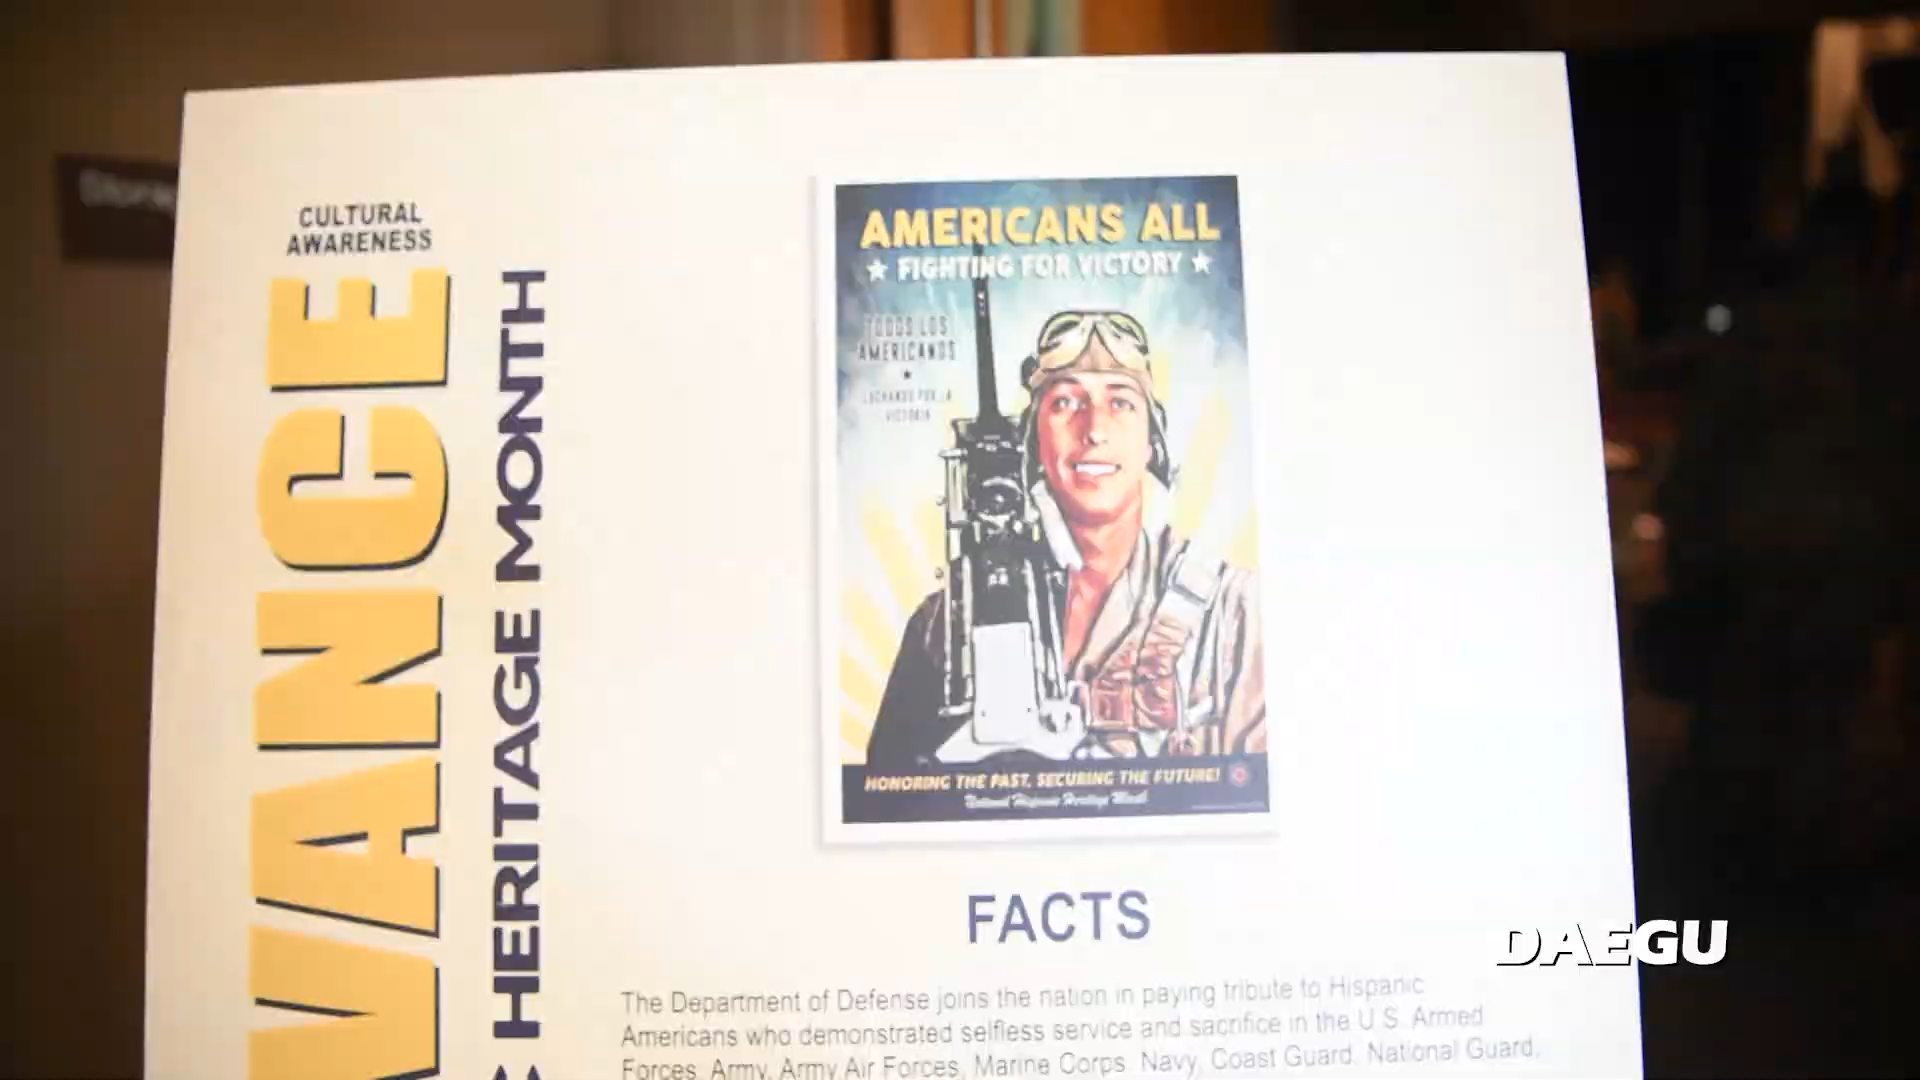 CULTURAL
AWARENESS
VANCE
C HERITAGE MONTH
AMERICANS ALL
★ FIGHTING FOR VICTORY ★
TODOS LOS
AMERICANOS
LUCHANDO POR LA
VICTORIA
HONORING THE PAST, SECURING THE FUTURE!
National Hispanic Heritage Month
FACTS
The Department of Defense joins the nation in paying tribute to Hispanic
Americans who demonstrated selfless service and sacrifice in the U.S. Armed
Forces, Army, Army Air Forces, Marine Corps, Navy, Coast Guard, National Guard,
DAEGU